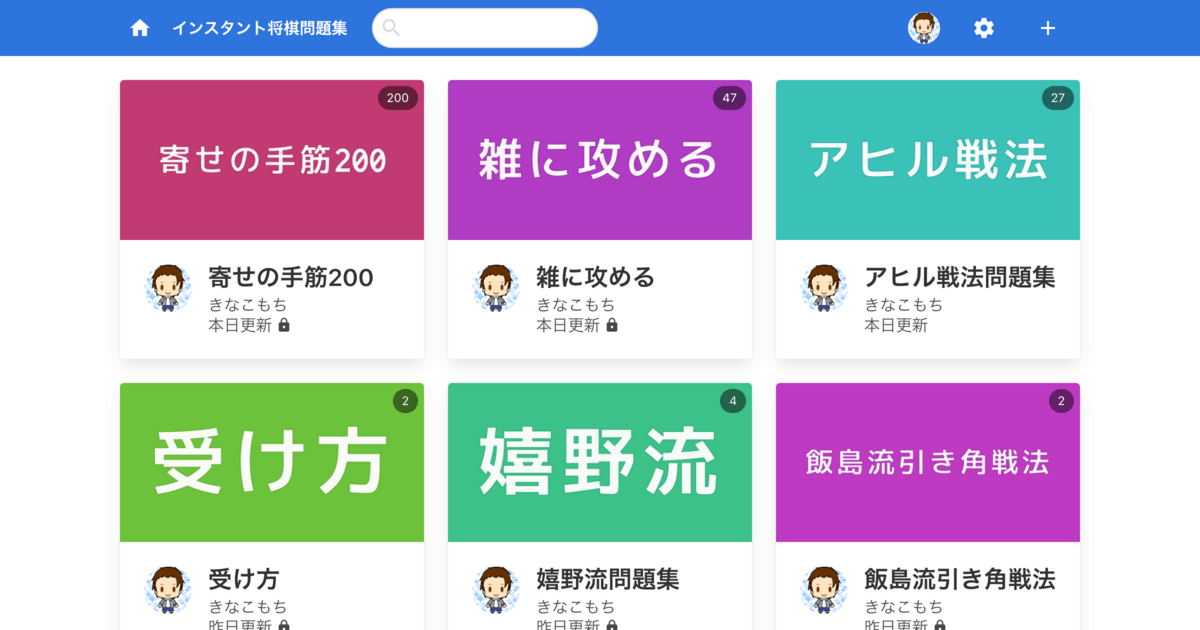 インスタント将棋問題集
200
寄せの手筋200
47
雑に攻める
27
アヒル戦法
寄せの手筋200
きなこもち
本日更新
雑に攻める
きなこもち
本日更新
アヒル戦法問題集
きなこもち
本日更新
2
受け方
4
嬉野流
2
飯島流引き角戦法
受け方
きなこもち
昨日更新
嬉野流問題集
きなこもち
昨日更新
飯島流引き角戦法
きなこもち
昨日更新